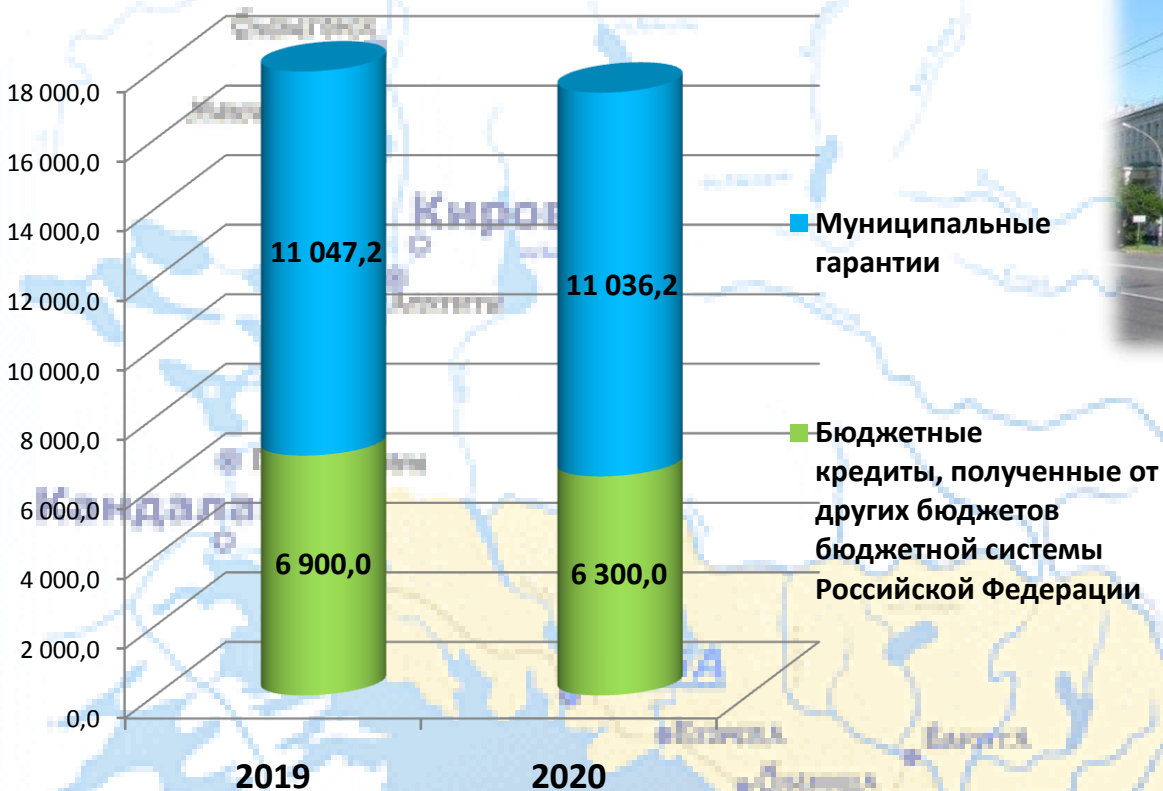 18 000,0
16 000,0
14 000,0
12 000,0
10 000,0
8 000,0
6 000,0
4 000,0
2 000,0
0,0
11 047,2
11 036,2
6 900,0
6 300,0
2019
2020
Муниципальные
гарантии
Бюджетные
кредиты, полученные от
других бюджетов
бюджетной системы
Российской Федерации
Киров
Кандала